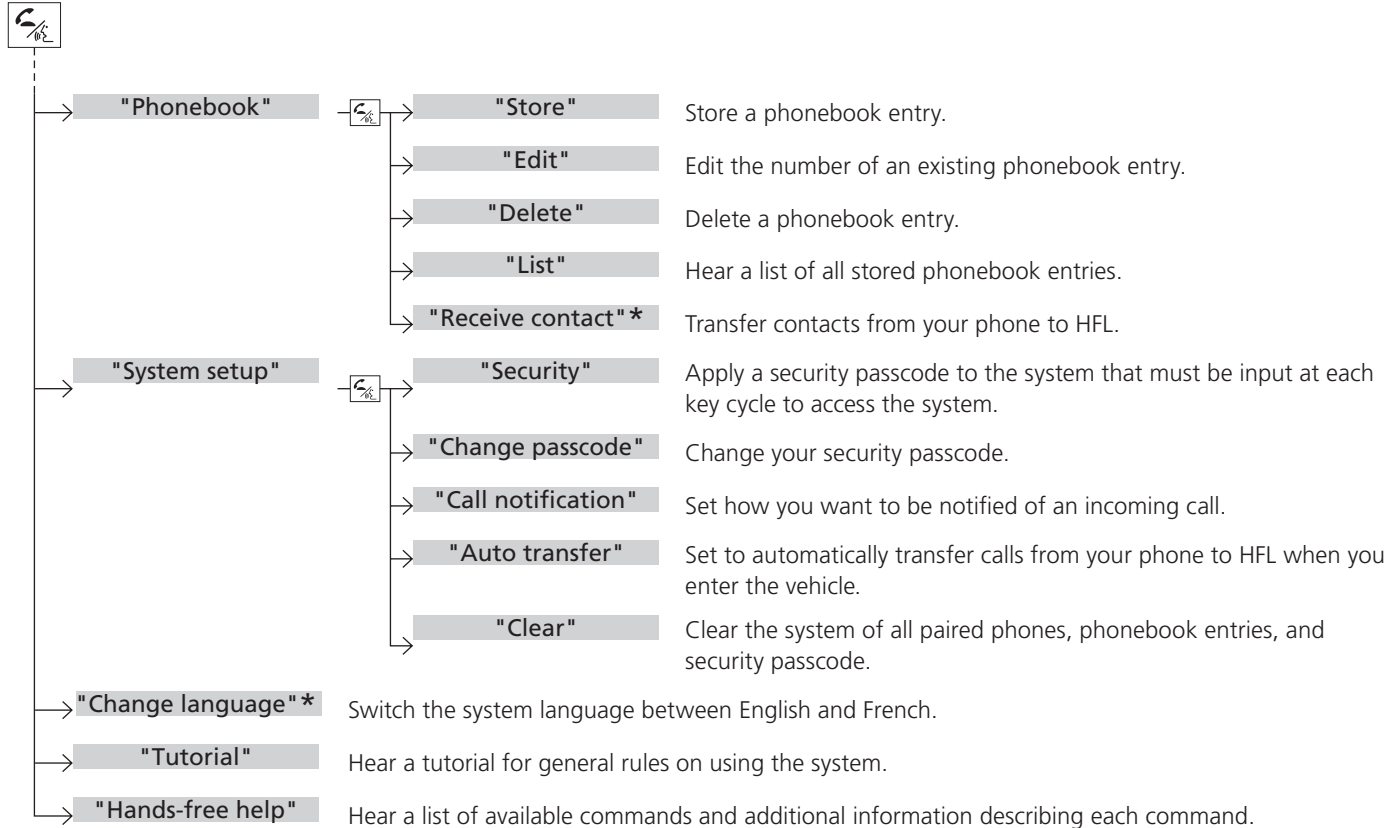 "Phonebook"
"Store" Store a phonebook entry.
"Edit" Edit the number of an existing phonebook entry.
"Delete" Delete a phonebook entry.
"List" Hear a list of all stored phonebook entries.
"Receive contact"* Transfer contacts from your phone to HFL.
"System setup"
"Security" Apply a security passcode to the system that must be input at each
key cycle to access the system.
"Change passcode" Change your security passcode.
"Call notification" Set how you want to be notified of an incoming call.
"Auto transfer" Set to automatically transfer calls from your phone to HFL when you
enter the vehicle.
"Clear" Clear the system of all paired phones, phonebook entries, and
security passcode.
"Change language"* Switch the system language between English and French.
"Tutorial" Hear a tutorial for general rules on using the system.
"Hands-free help" Hear a list of available commands and additional information describing each command.